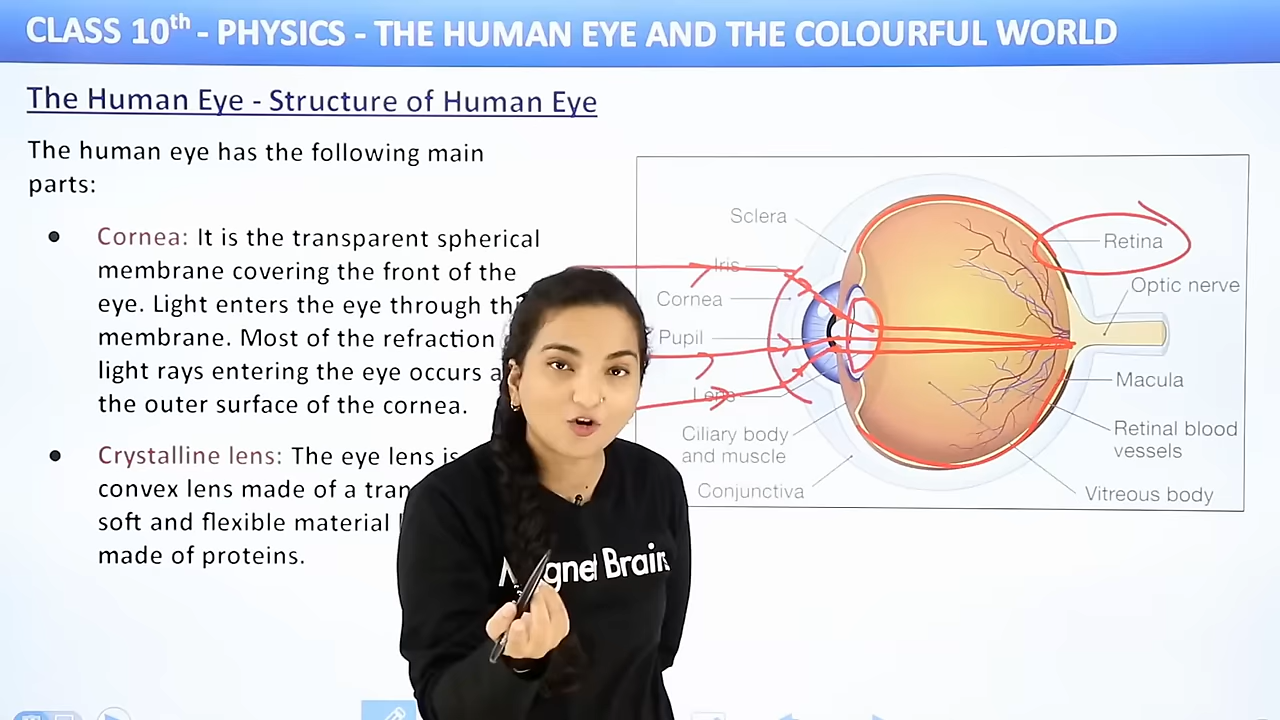 CLASS 10th - PHYSICS - THE HUMAN EYE AND THE COLOURFUL WORLD
The Human Eye - Structure of Human Eye
The human eye has the following main
parts:
Cornea: It is the transparent spherical
membrane covering the front of the
eye. Light enters the eye through
membrane. Most of the refraction
light rays entering the eye occurs
the outer surface of the cornea.
Crystalline lens: The eye lens is
convex lens made of a
soft and flexible material
made of proteins.
Sclera
Iris
Cornea
Pupil
Lens
Ciliary body
and muscle
Conjunctiva
Retina
Optic nerve
Macula
Retinal blood
vessels
Vitreous body
Brain